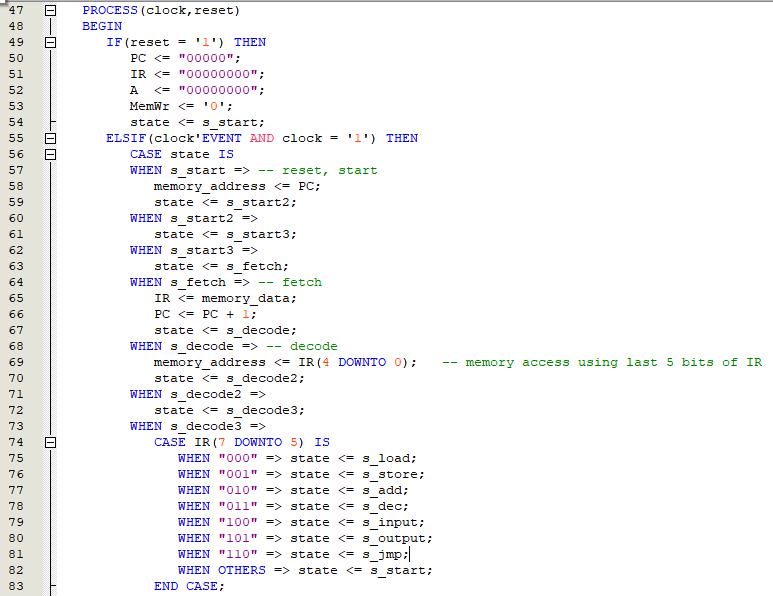 47 PROCESS(clock,reset)
48 BEGIN
49 IF(reset = '1') THEN
50 PC <= "00000";
51 IR <= "00000000";
52 A  <= "00000000";
53 MemWr <= '0';
54 state <= s_start;
55 ELSIF(clock'EVENT AND clock = '1') THEN
56 CASE state IS
57 WHEN s_start => -- reset, start
58 memory_address <= PC;
59 state <= s_start2;
60 WHEN s_start2 =>
61 state <= s_start3;
62 WHEN s_start3 =>
63 state <= s_fetch;
64 WHEN s_fetch => -- fetch
65 IR <= memory_data;
66 PC <= PC + 1;
67 state <= s_decode;
68 WHEN s_decode => -- decode
69 memory_address <= IR(4 DOWNTO 0);   -- memory access using last 5 bits of IR
70 state <= s_decode2;
71 WHEN s_decode2 =>
72 state <= s_decode3;
73 WHEN s_decode3 =>
74 CASE IR(7 DOWNTO 5) IS
75 WHEN "000" => state <= s_load;
76 WHEN "001" => state <= s_store;
77 WHEN "010" => state <= s_add;
78 WHEN "011" => state <= s_dec;
79 WHEN "100" => state <= s_input;
80 WHEN "101" => state <= s_output;
81 WHEN "110" => state <= s_jmp;
82 WHEN OTHERS => state <= s_start;
83 END CASE;